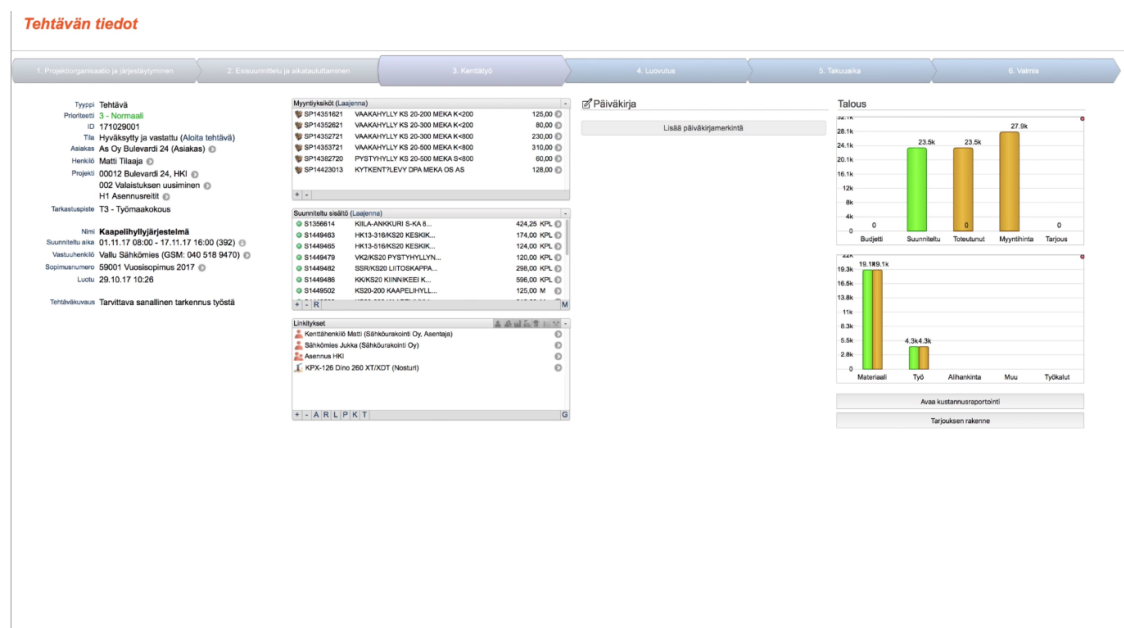 Tehtävän tiedot
1. Projektiorganisaatio ja järjestäytyminen
2. Esisuunnittelu ja aikatauluttaminen
3. Kenttätyö
4. Luovutus
5. Takuuaika
6. Valmis
Tyyppi Tehtävä
Prioriteetti 3 - Normaali
ID 171029001
Tila Hyväksytty ja vastattu (Aloita tehtävä)
Asiakas As Oy Bulevardi 24 (Asiakas)
Henkilö Matti Tilaaja
Projekti 00012 Bulevardi 24, HKI
002 Valaistuksen uusiminen
H1 Asennusreitit
Tarkastuspiste T3 - Työmaakokous
Nimi Kaapelihyllyjärjestelmä
Suunniteltu aika 01.11.17 08:00 - 17.11.17 16:00 (392)
Vastuuhenkilö Vallu Sähkömies (GSM: 040 518 9470)
Sopimusnumero 59001 Vuosisopimus 2017
Luotu 29.10.17 10:26
Tehtäväkuvaus Tarvittava sanallinen tarkennus työstä
Myyntiyksiköt (Laajenna) -
SP14351621 VAAKAHYLLY KS 20-200 MEKA K<200 125,00
SP14352621 VAAKAHYLLY KS 20-300 MEKA K<200 80,00
SP14352721 VAAKAHYLLY KS 20-300 MEKA K<800 230,00
SP14353721 VAAKAHYLLY KS 20-500 MEKA K<800 310,00
SP14382720 PYSTYHYLLY KS 20-500 MEKA S<800 60,00
SP14423013 KYTKENT?LEVY DPA MEKA OS AS 128,00
+ -
Suunniteltu sisältö (Laajenna) -
S1356614 KIILA-ANKKURI S-KA 6... 424,25 KPL
S1449463 HK13-316/KS20 KESKIK... 174,00 KPL
S1449465 HK13-516/KS20 KESKIK... 124,00 KPL
S1449479 VK2/KS20 PYSTYHYLLYN... 120,00 KPL
S1449482 SSR/KS20 LIITOSKAPPA... 298,00 KPL
S1449486 KK/KS20 KIINNIKEEI K... 596,00 KPL
S1449502 KS20-200 KAAPELIHYLL... 125,00 M
+ - R M
Linkitykset -
Kenttähenkilö Matti (Sähköurakointi Oy, Asentaja)
Sähkömies Jukka (Sähköurakointi Oy)
Asennus HKI
KPX-126 Dino 260 XT/XDT (Nosturi)
+ - A R L P K T G
Päiväkirja
Lisää päiväkirjamerkintä
Talous
32.1k
28.1k
24.1k
20.1k
16.1k
12k
8k
4k
0
0 23.5k 23.5k 0 27.9k 0
Budjetti Suunniteltu Toteutunut Myyntihinta Tarjous
22k
19.3k
16.5k
13.8k
11k
8.3k
5.5k
2.8k
0
19.1k 19.1k 4.3k 4.3k
Materiaali Työ Alihankinta Muu Työkalut
Avaa kustannusraportointi
Tarjouksen rakenne